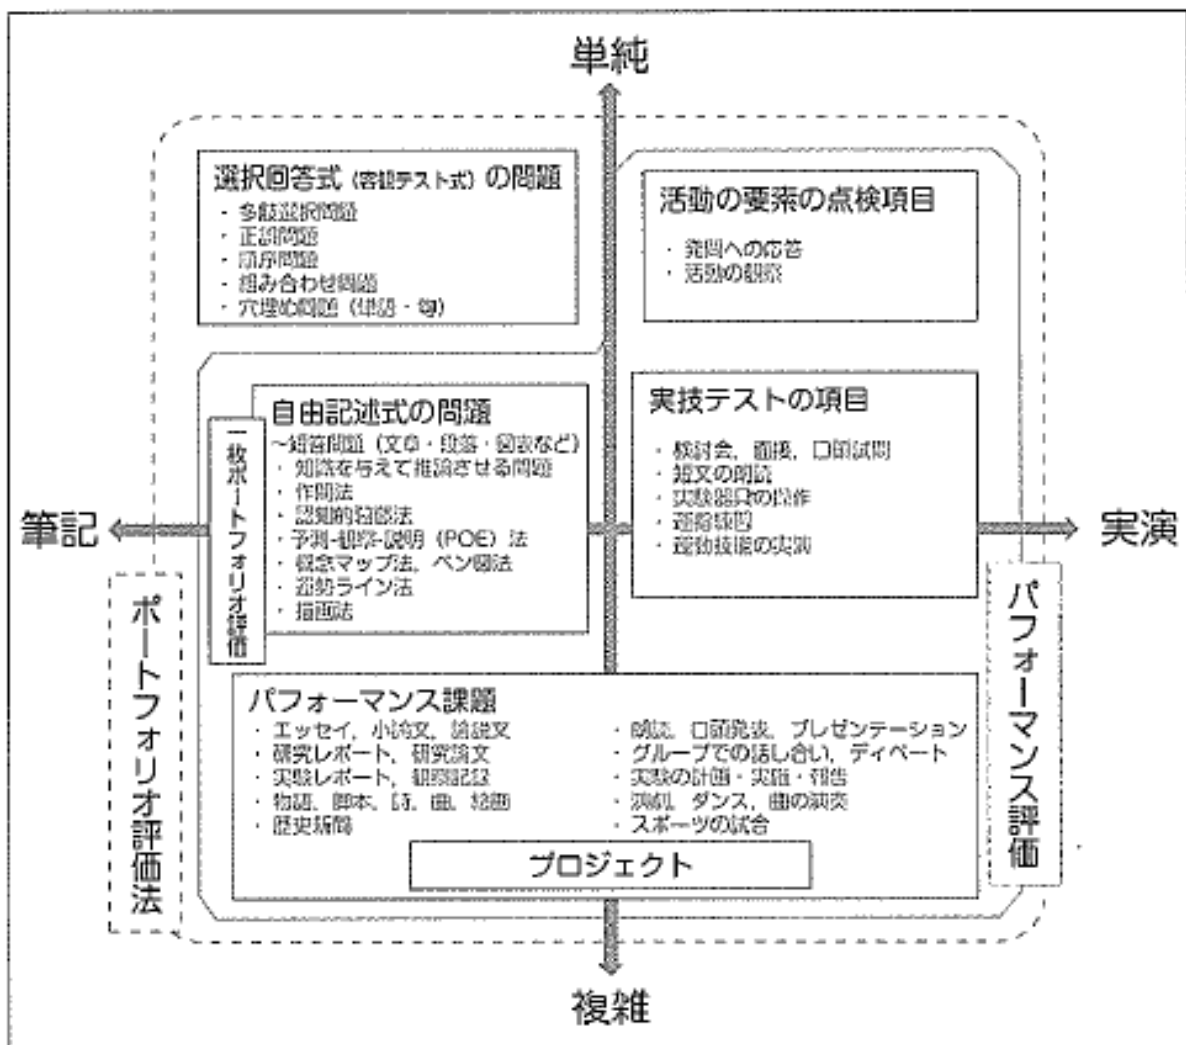 単純
選択回答式（客観テスト式）の問題
・多肢選択問題
・正誤問題
・順序問題
・組み合わせ問題
・穴埋め問題（単語・句）
活動の要素の点検項目
・発問への応答
・活動の観察
自由記述式の問題
〜短答問題（文章・段落・図表など）
・知識を与えて推論させる問題
・作問法
・認知的葛藤法
・予測-観察-説明（POE）法
・概念マップ法、ベン図法
・運勢ライン法
・描画法
一枚ポートフォリオ評価
実技テストの項目
・検討会、面接、口頭試問
・短文の朗読
・実験器具の操作
・運指練習
・運動技能の実演
筆記
実演
ポートフォリオ評価法
パフォーマンス評価
パフォーマンス課題
・エッセイ、小論文、論説文
・研究レポート、研究論文
・実験レポート、観察記録
・物語、脚本、詩、曲、絵画
・歴史新聞
・朗読、口頭発表、プレゼンテーション
・グループでの話し合い、ディベート
・実験の計画・実施・報告
・演劇、ダンス、曲の演奏
・スポーツの試合
プロジェクト
複雑